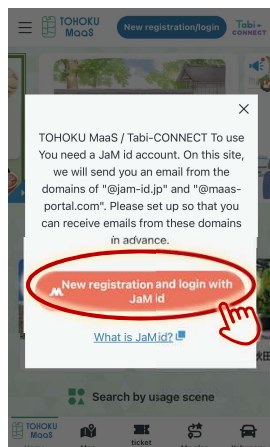 TOHOKU
MaaS
New registration/login
Tabi-
CONNECT
TOHOKU MaaS / Tabi-CONNECT To use
You need a JaM id account. On this site,
we will send you an email from the
domains of "@jam-id.jp" and "@maas-
portal.com". Please set up so that you
can receive emails from these domains
in advance.
New registration and login with
JaM id
What is JaMid?
Search by usage scene
TOHOKU
MaaS
ticket